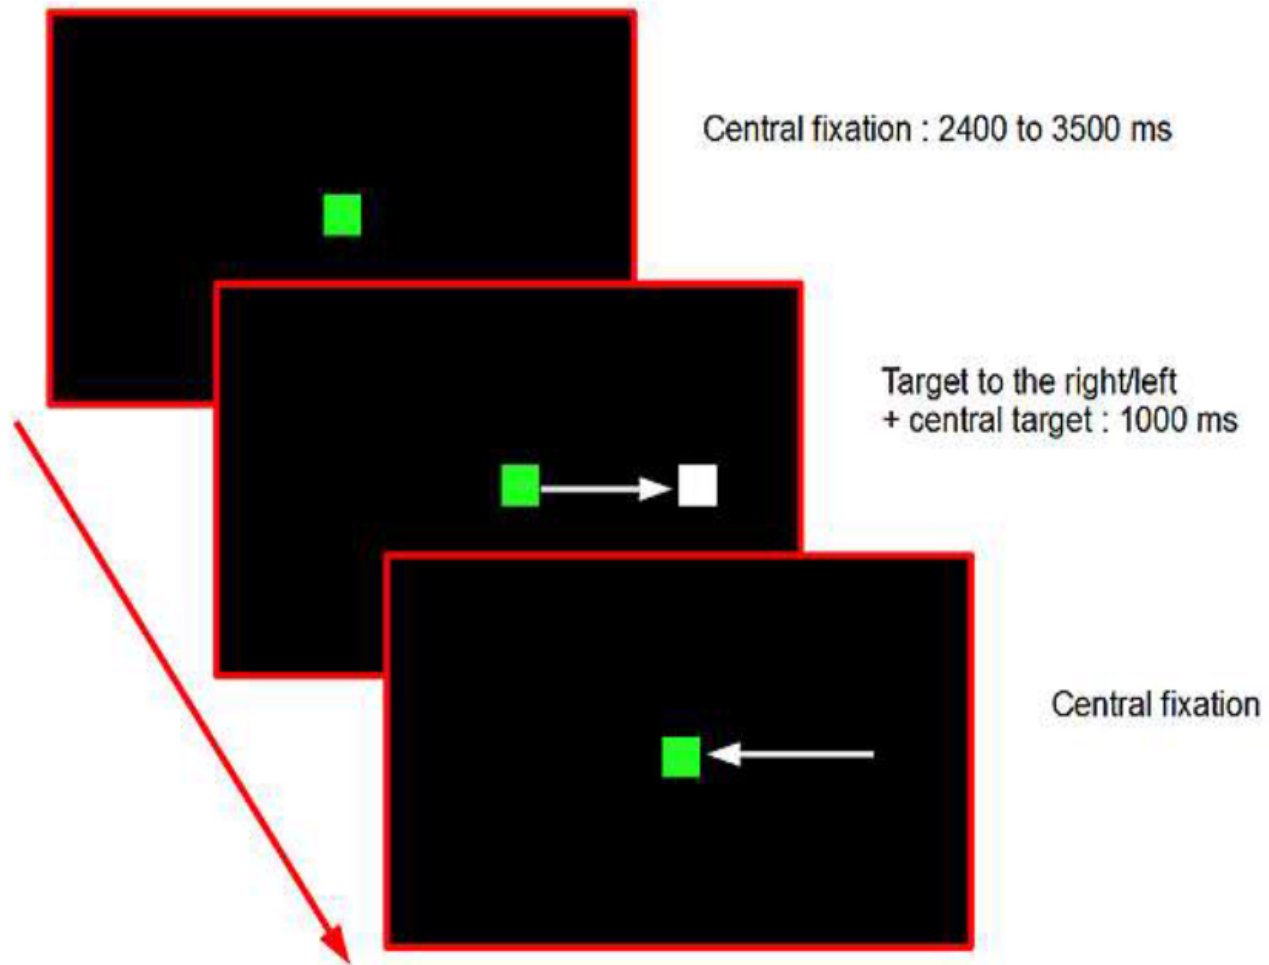 Central fixation : 2400 to 3500 ms
Target to the right/left
+ central target : 1000 ms
Central fixation